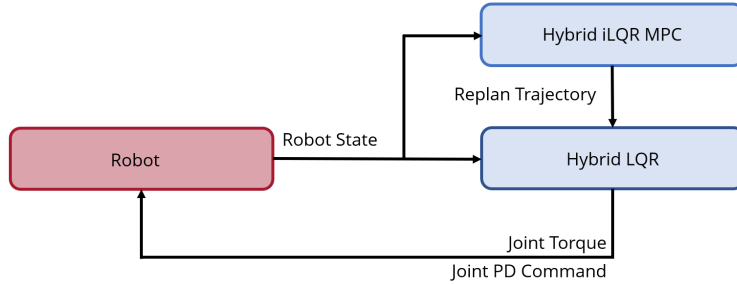 Hybrid iLQR MPC
Replan Trajectory
Robot State
Robot
Hybrid LQR
Joint Torque
Joint PD Command